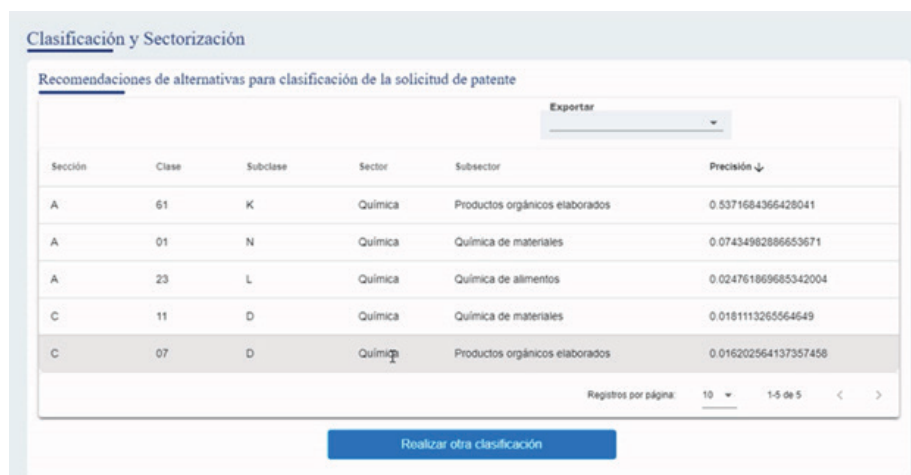 Clasificación y Sectorización
Recomendaciones de alternativas para clasificación de la solicitud de patente
Exportar
Sección Clase Subclase Sector Subsector Precisión
A 61 K Química Productos orgánicos elaborados 0.5371684366428041
A 01 N Química Química de materiales 0.07434982886653671
A 23 L Química Química de alimentos 0.024761869685342004
C 11 D Química Química de materiales 0.0181113265564649
C 07 D Química Productos orgánicos elaborados 0.016202564137357458
Registros por página: 10 1-5 de 5
Realizar otra clasificación